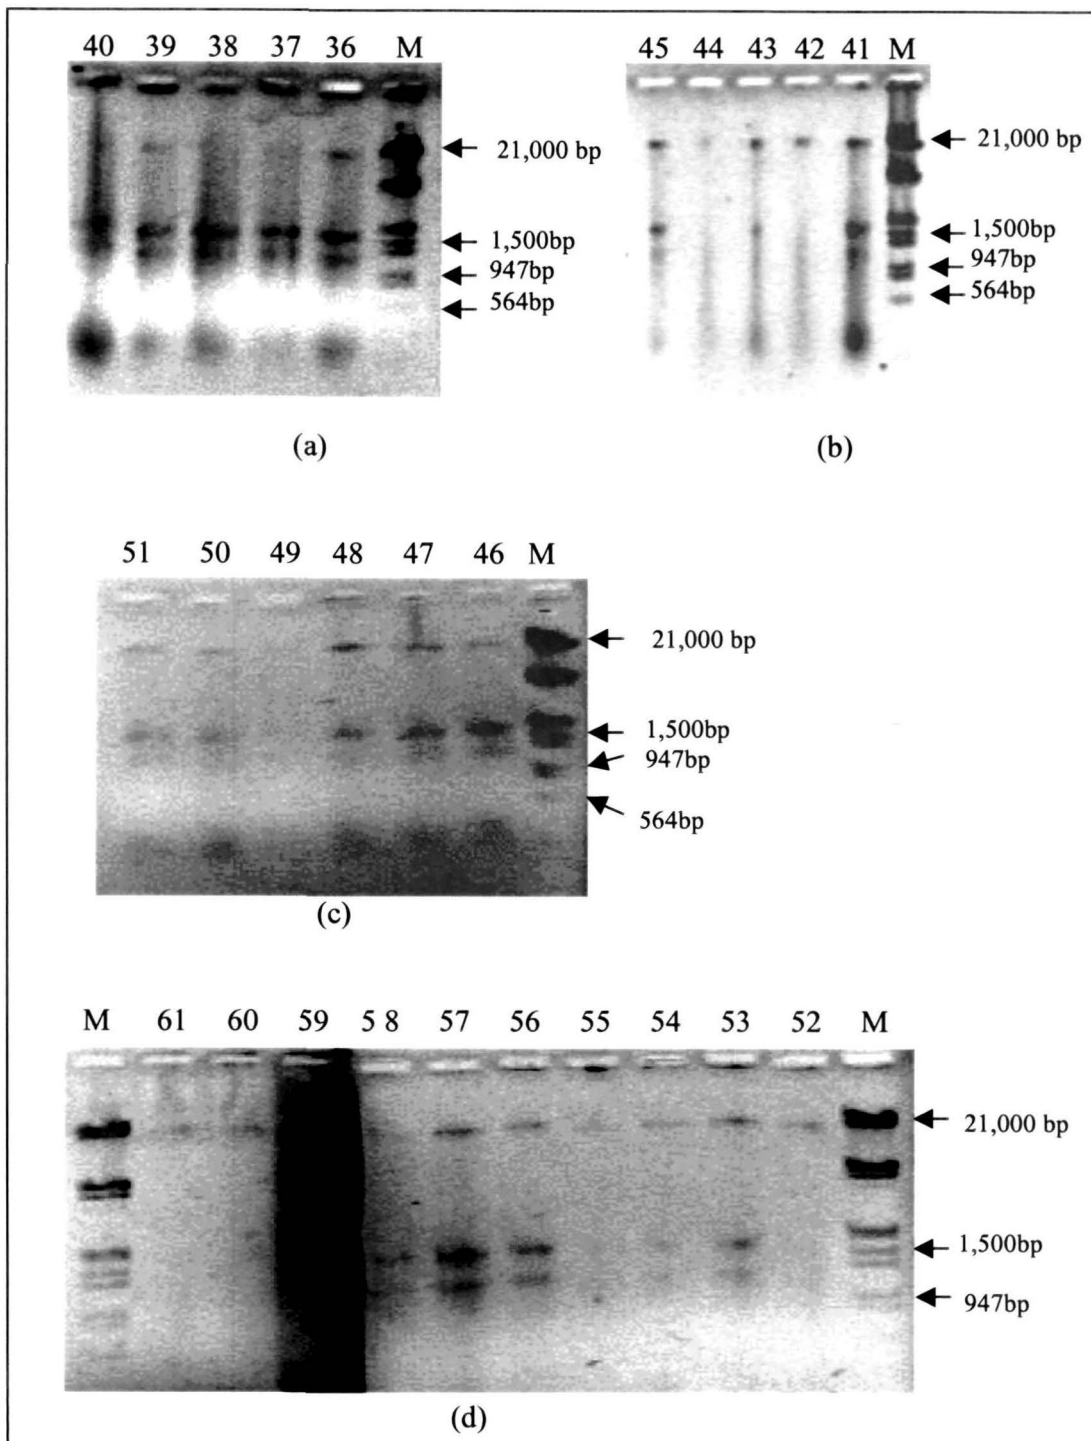 40 39 38 37 36 M
21,000 bp
1,500bp
947bp
564bp
(a)
45 44 43 42 41 M
21,000 bp
1,500bp
947bp
564bp
(b)
51 50 49 48 47 46 M
21,000 bp
1,500bp
947bp
564bp
(c)
M 61 60 59 5 8 57 56 55 54 53 52 M
21,000 bp
1,500bp
947bp
(d)